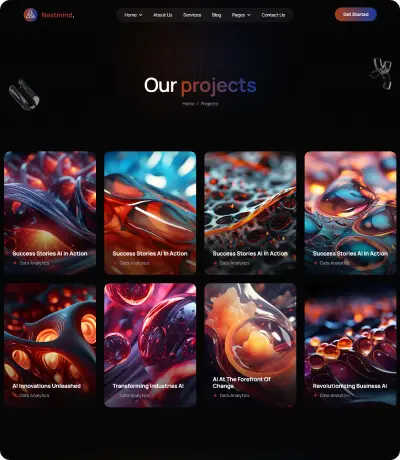 Nextmind.
Home
About Us
Services
Blog
Pages
Contact Us
Get Started
Our projects
Home / Projects
Success Stories AI In Action
Data Analytics
Success Stories AI In Action
Data Analytics
Success Stories AI In Action
Data Analytics
Success Stories AI In Action
Data Analytics
AI Innovations Unleashed
Data Analytics
Transforming Industries AI
Data Analytics
AI At The Forefront Of
Change
Data Analytics
Revolutionizing Business AI
Data Analytics